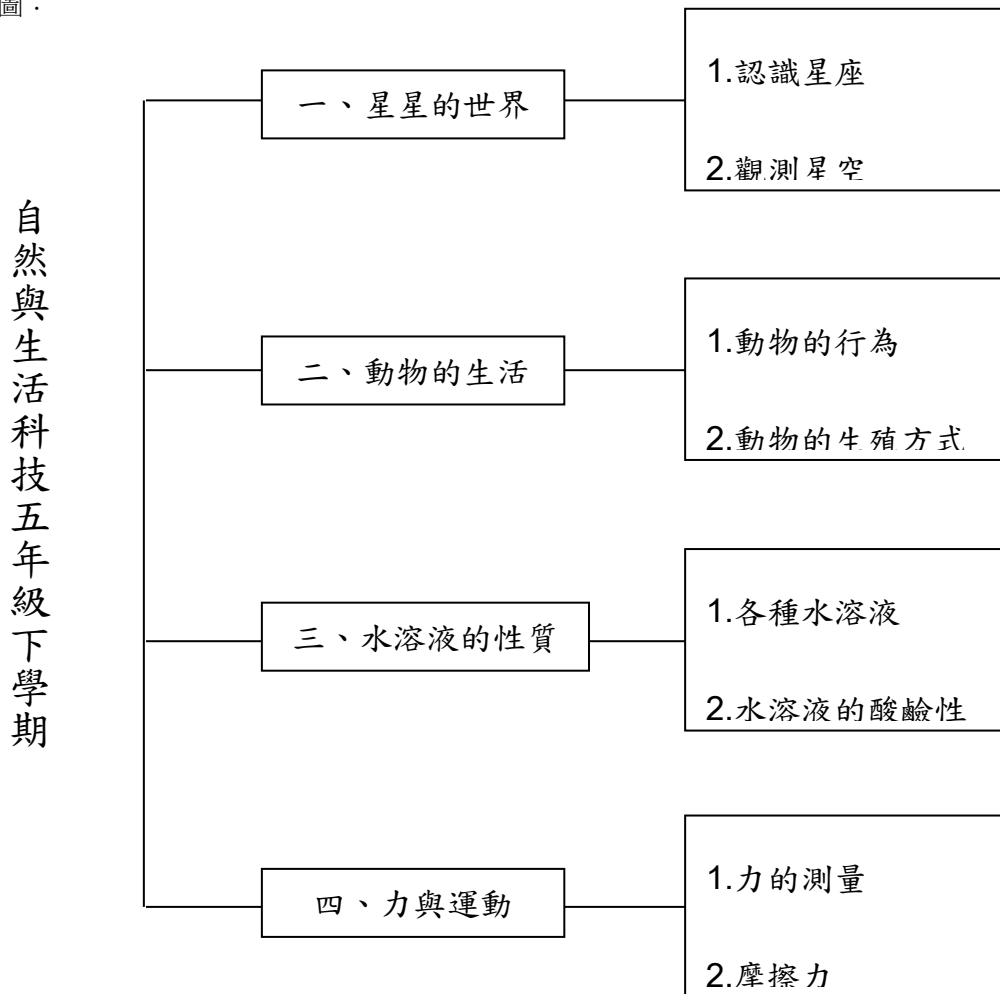 圖：
自然與生活科技五年級下學期
一、星星的世界
1.認識星座
2.觀測星空
二、動物的生活
1.動物的行為
2.動物的生殖方式
三、水溶液的性質
1.各種水溶液
2.水溶液的酸鹼性
四、力與運動
1.力的測量
2.摩擦力